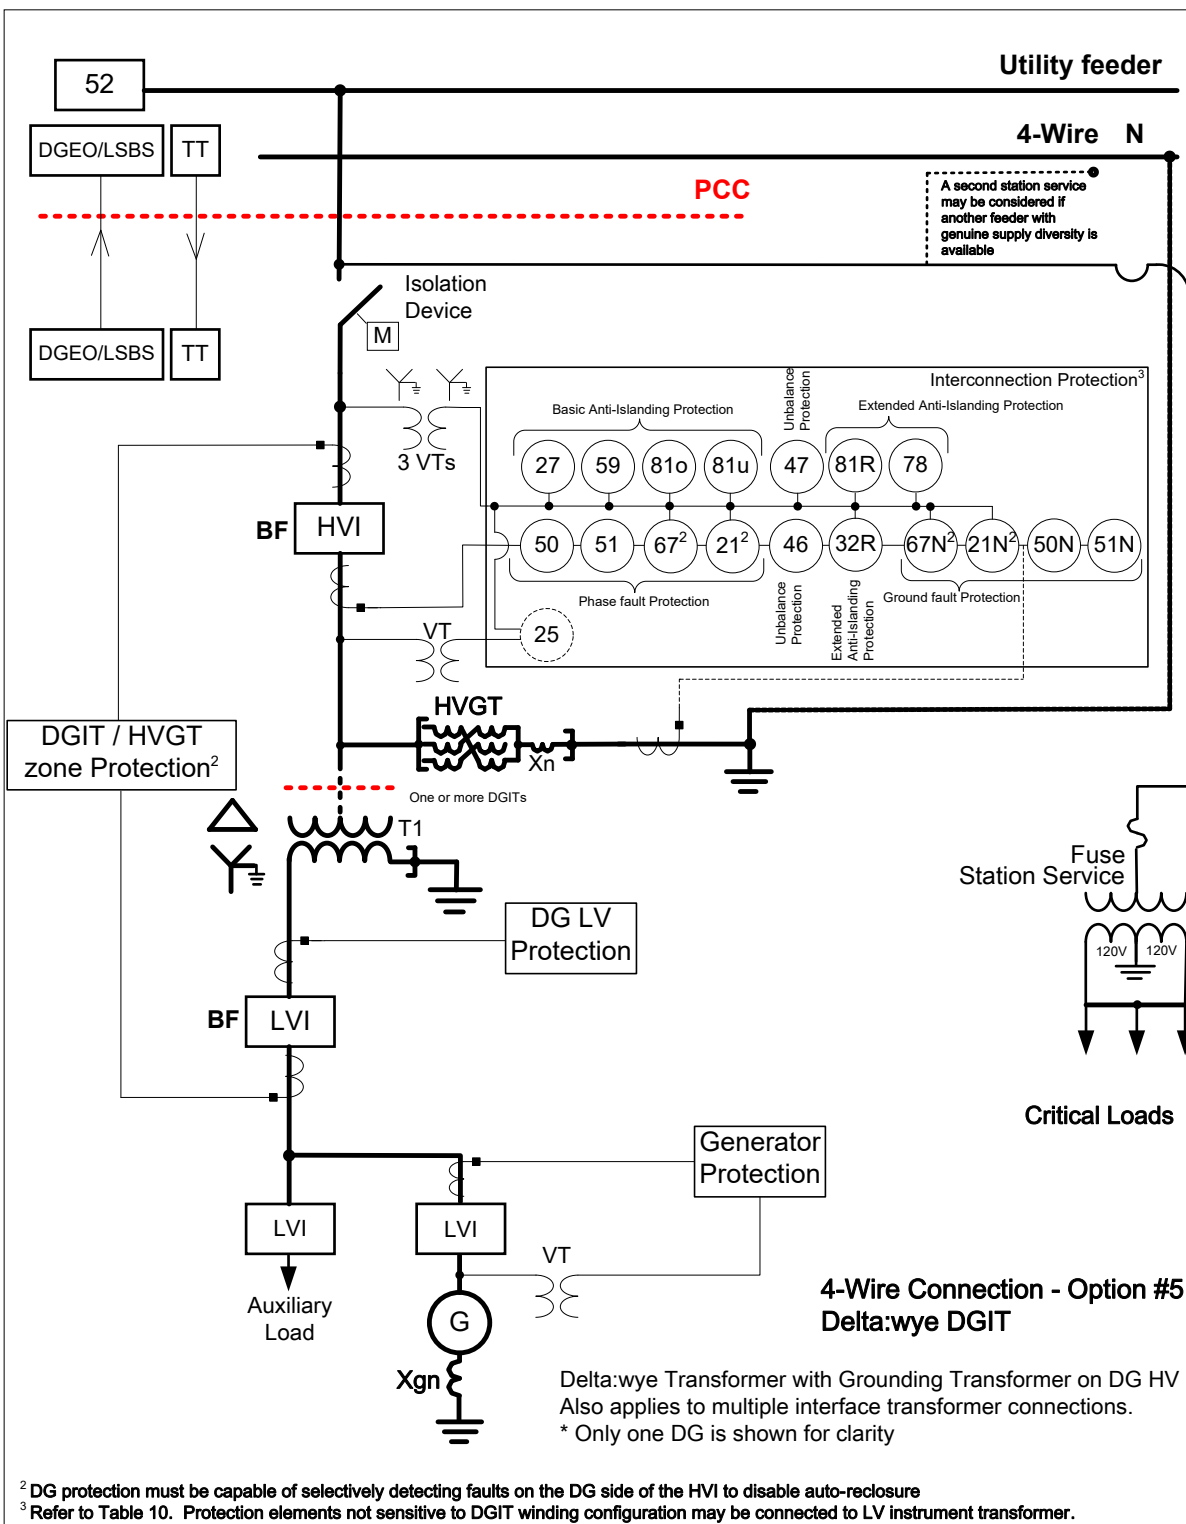 Utility feeder
52
4-Wire N
DGEO/LSBS
TT
PCC
A second station service
may be considered if
another feeder with
genuine supply diversity is
available
Isolation
Device
M
DGEO/LSBS
TT
Interconnection Protection3
Basic Anti-Islanding Protection
Unbalance
Protection
Extended Anti-Islanding Protection
3 VTs
27
59
81o
81u
47
81R
78
BF
HVI
50
51
67²
21²
46
32R
67N²
21N²
50N
51N
Phase fault Protection
Unbalance
Protection
Extended
Anti-Islanding
Protection
Ground fault Protection
VT
25
HVGT
Xn
DGIT / HVGT
zone Protection²
One or more DGITs
T1
Fuse
Station Service
120V
120V
DG LV
Protection
BF
LVI
Critical Loads
Generator
Protection
LVI
LVI
VT
Auxiliary
Load
G
Xgn
4-Wire Connection - Option #5
Delta:wye DGIT
Delta:wye Transformer with Grounding Transformer on DG HV
Also applies to multiple interface transformer connections.
* Only one DG is shown for clarity
² DG protection must be capable of selectively detecting faults on the DG side of the HVI to disable auto-reclosure
³ Refer to Table 10. Protection elements not sensitive to DGIT winding configuration may be connected to LV instrument transformer.